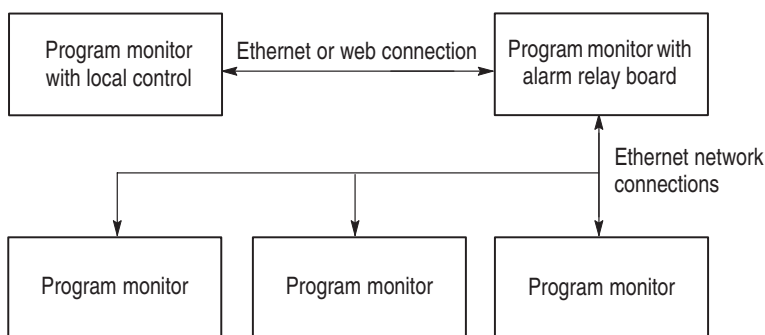 Program monitor
with local control
Ethernet or web connection
Program monitor with
alarm relay board
Ethernet network
connections
Program monitor
Program monitor
Program monitor